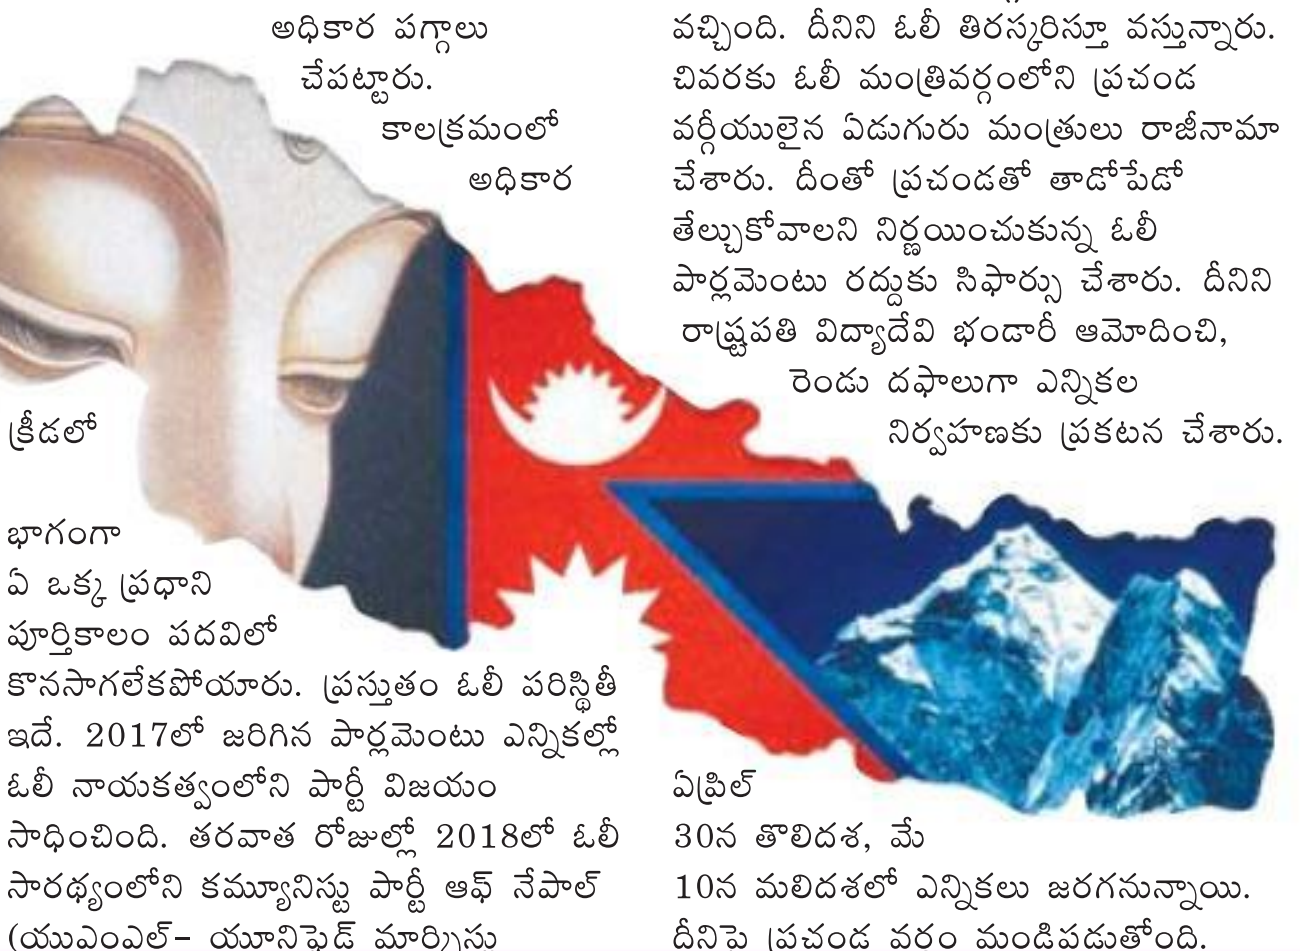 అధికార పగ్గాలు
చేపట్టారు.
కాలక్రమంలో
అధికార
క్రీడలో
భాగంగా
ఏ ఒక్క ప్రధాని
పూర్తికాలం పదవిలో
కొనసాగలేకపోయారు. ప్రస్తుతం ఓలీ పరిస్థితీ
ఇదే. 2017లో జరిగిన పార్లమెంటు ఎన్నికల్లో
ఓలీ నాయకత్వంలోని పార్టీ విజయం
సాధించింది. తరవాత రోజుల్లో 2018లో ఓలీ
సారథ్యంలోని కమ్యూనిస్టు పార్టీ ఆఫ్ నేపాల్
(యుఎంఎల్- యూనిఫైడ్ మార్క్సిస్టు
వచ్చింది. దీనిని ఓలీ తిరస్కరిస్తూ వస్తున్నారు.
చివరకు ఓలీ మంత్రివర్గంలోని ప్రచండ
వర్గీయులైన ఏడుగురు మంత్రులు రాజీనామా
చేశారు. దీంతో ప్రచండతో తాడోపేడో
తేల్చుకోవాలని నిర్ణయించుకున్న ఓలీ
పార్లమెంటు రద్దుకు సిఫార్సు చేశారు. దీనిని
రాష్ట్రపతి విద్యాదేవి భండారీ ఆమోదించి,
రెండు దఫాలుగా ఎన్నికల
నిర్వహణకు ప్రకటన చేశారు.
ఏప్రిల్
30న తొలిదశ, మే
10న మలిదశలో ఎన్నికలు జరగనున్నాయి.
దీనిపై ప్రచండ వర్గం మండిపడుతోంది.